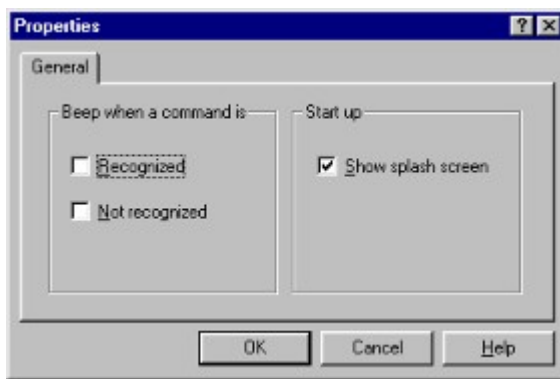 Properties
General
Beep when a command is
Start up
Recognized
Show splash screen
Not recognized
OK
Cancel
Help